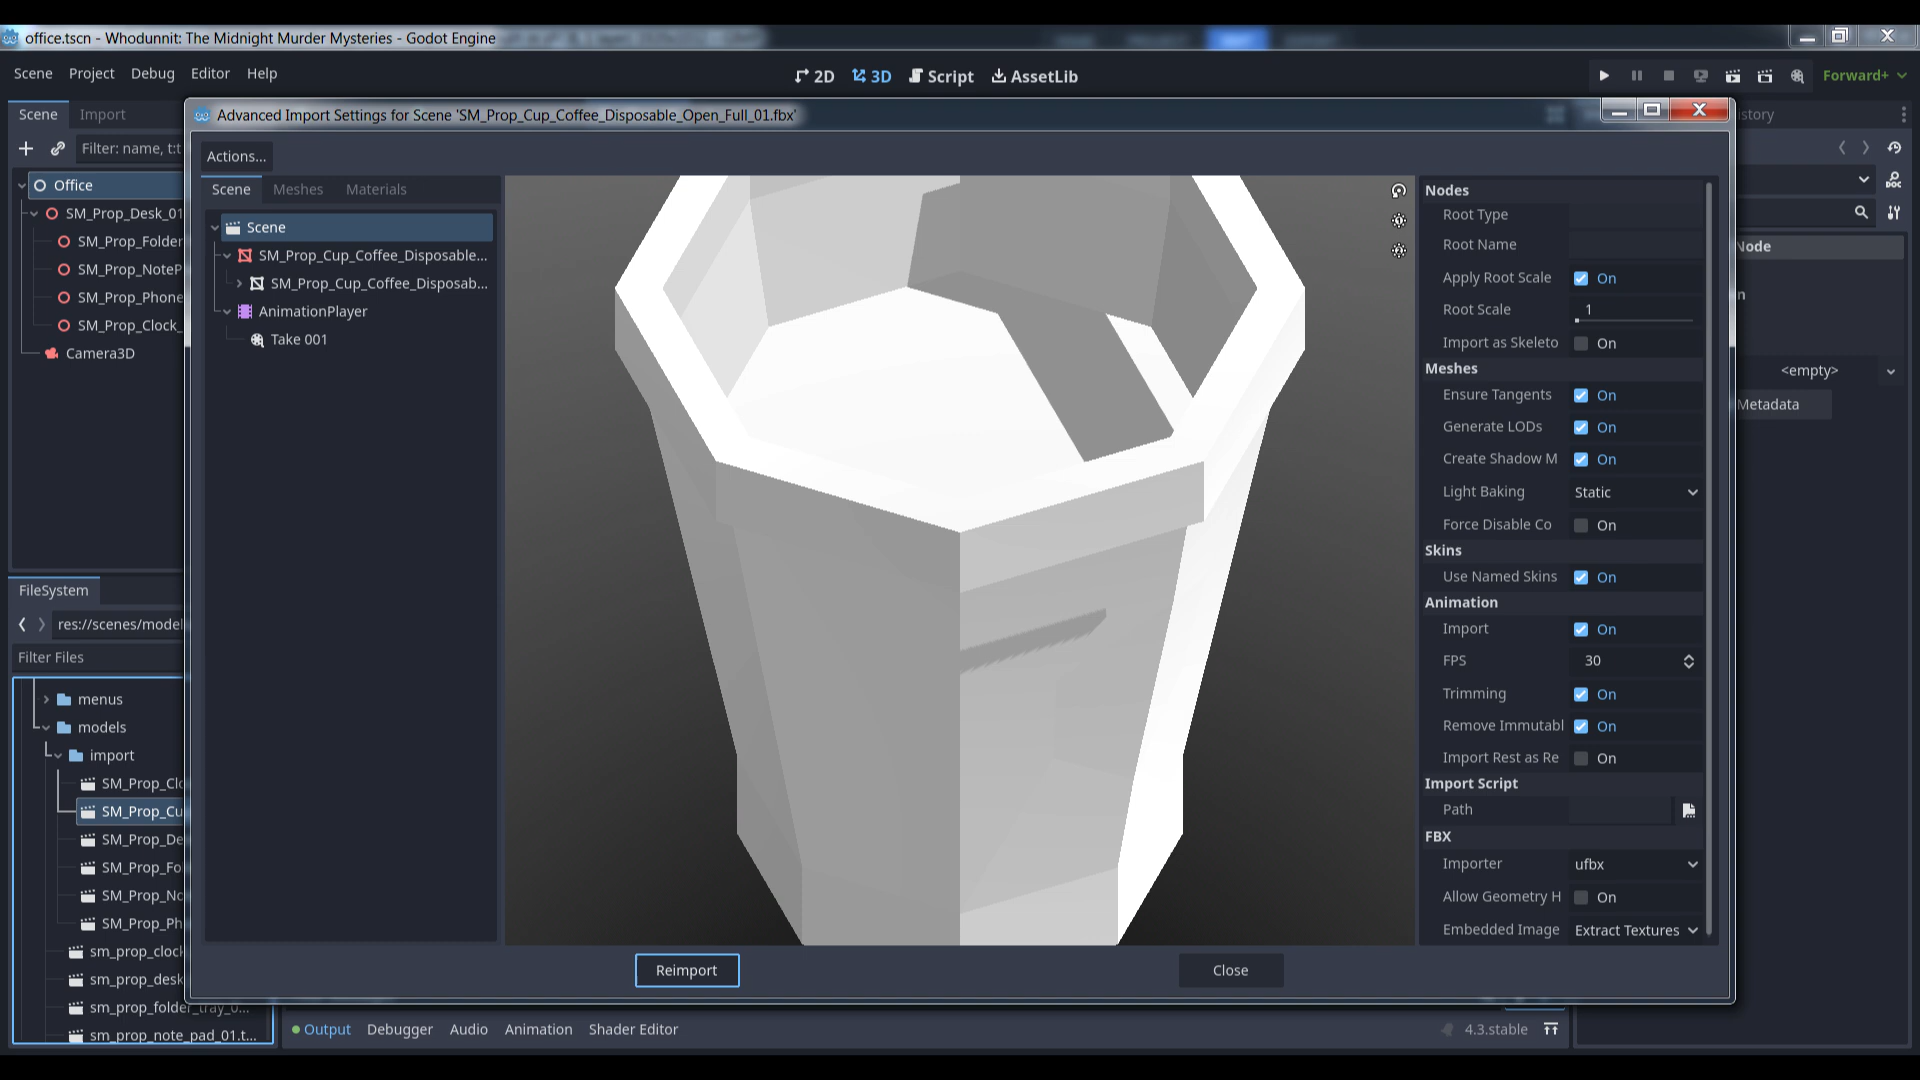 office.tscn - Whodunnit: The Midnight Murder Mysteries - Godot Engine
Scene Project Debug Editor Help
2D 3D Script AssetLib
Forward+
Scene Import
Advanced Import Settings for Scene 'SM_Prop_Cup_Coffee_Disposable_Open_Full_01.fbx'
istory
Filter: name, t:t
Actions...
Office
SM_Prop_Desk_01
SM_Prop_Folder
SM_Prop_NoteP
SM_Prop_Phone
SM_Prop_Clock_
Camera3D
Scene Meshes Materials
Scene
SM_Prop_Cup_Coffee_Disposable...
SM_Prop_Cup_Coffee_Disposab...
AnimationPlayer
Take 001
Nodes
Root Type
Root Name
Apply Root Scale On
Root Scale 1
Import as Skeleto On
Meshes
Ensure Tangents On
Generate LODs On
Create Shadow M On
Light Baking Static
Force Disable Co On
Skins
Use Named Skins On
Animation
Import On
FPS 30
Trimming On
Remove Immutabl On
Import Rest as Re On
Import Script
Path
FBX
Importer ufbx
Allow Geometry H On
Embedded Image Extract Textures
Node
n
<empty>
Metadata
FileSystem
res://scenes/model
Filter Files
menus
models
import
SM_Prop_Clo
SM_Prop_Cu
SM_Prop_De
SM_Prop_Fo
SM_Prop_No
SM_Prop_Ph
sm_prop_clock
sm_prop_desk
sm_prop_folder_tray_0...
sm_prop_note_pad_01.t...
Reimport Close
Output Debugger Audio Animation Shader Editor
4.3.stable